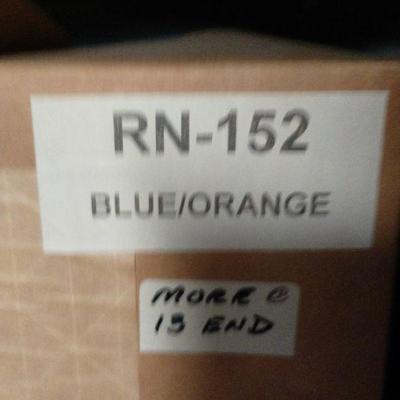 RN-152
BLUE/ORANGE
MORE @
13 END